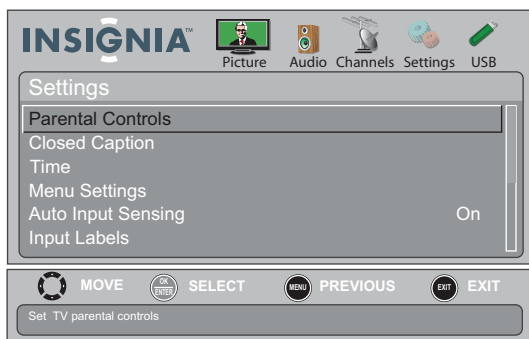 INSIGNIA™
Picture Audio Channels Settings USB
Settings
Parental Controls
Closed Caption
Time
Menu Settings
Auto Input Sensing On
Input Labels
MOVE OK ENTER SELECT MENU PREVIOUS EXIT EXIT
Set TV parental controls